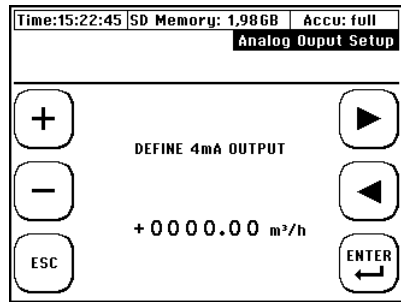 Time:15:22:45 SD Memory: 1,98GB Accu: full
Analog Ouput Setup
+
DEFINE 4mA OUTPUT
−
+0000.00 m³/h
ESC
ENTER